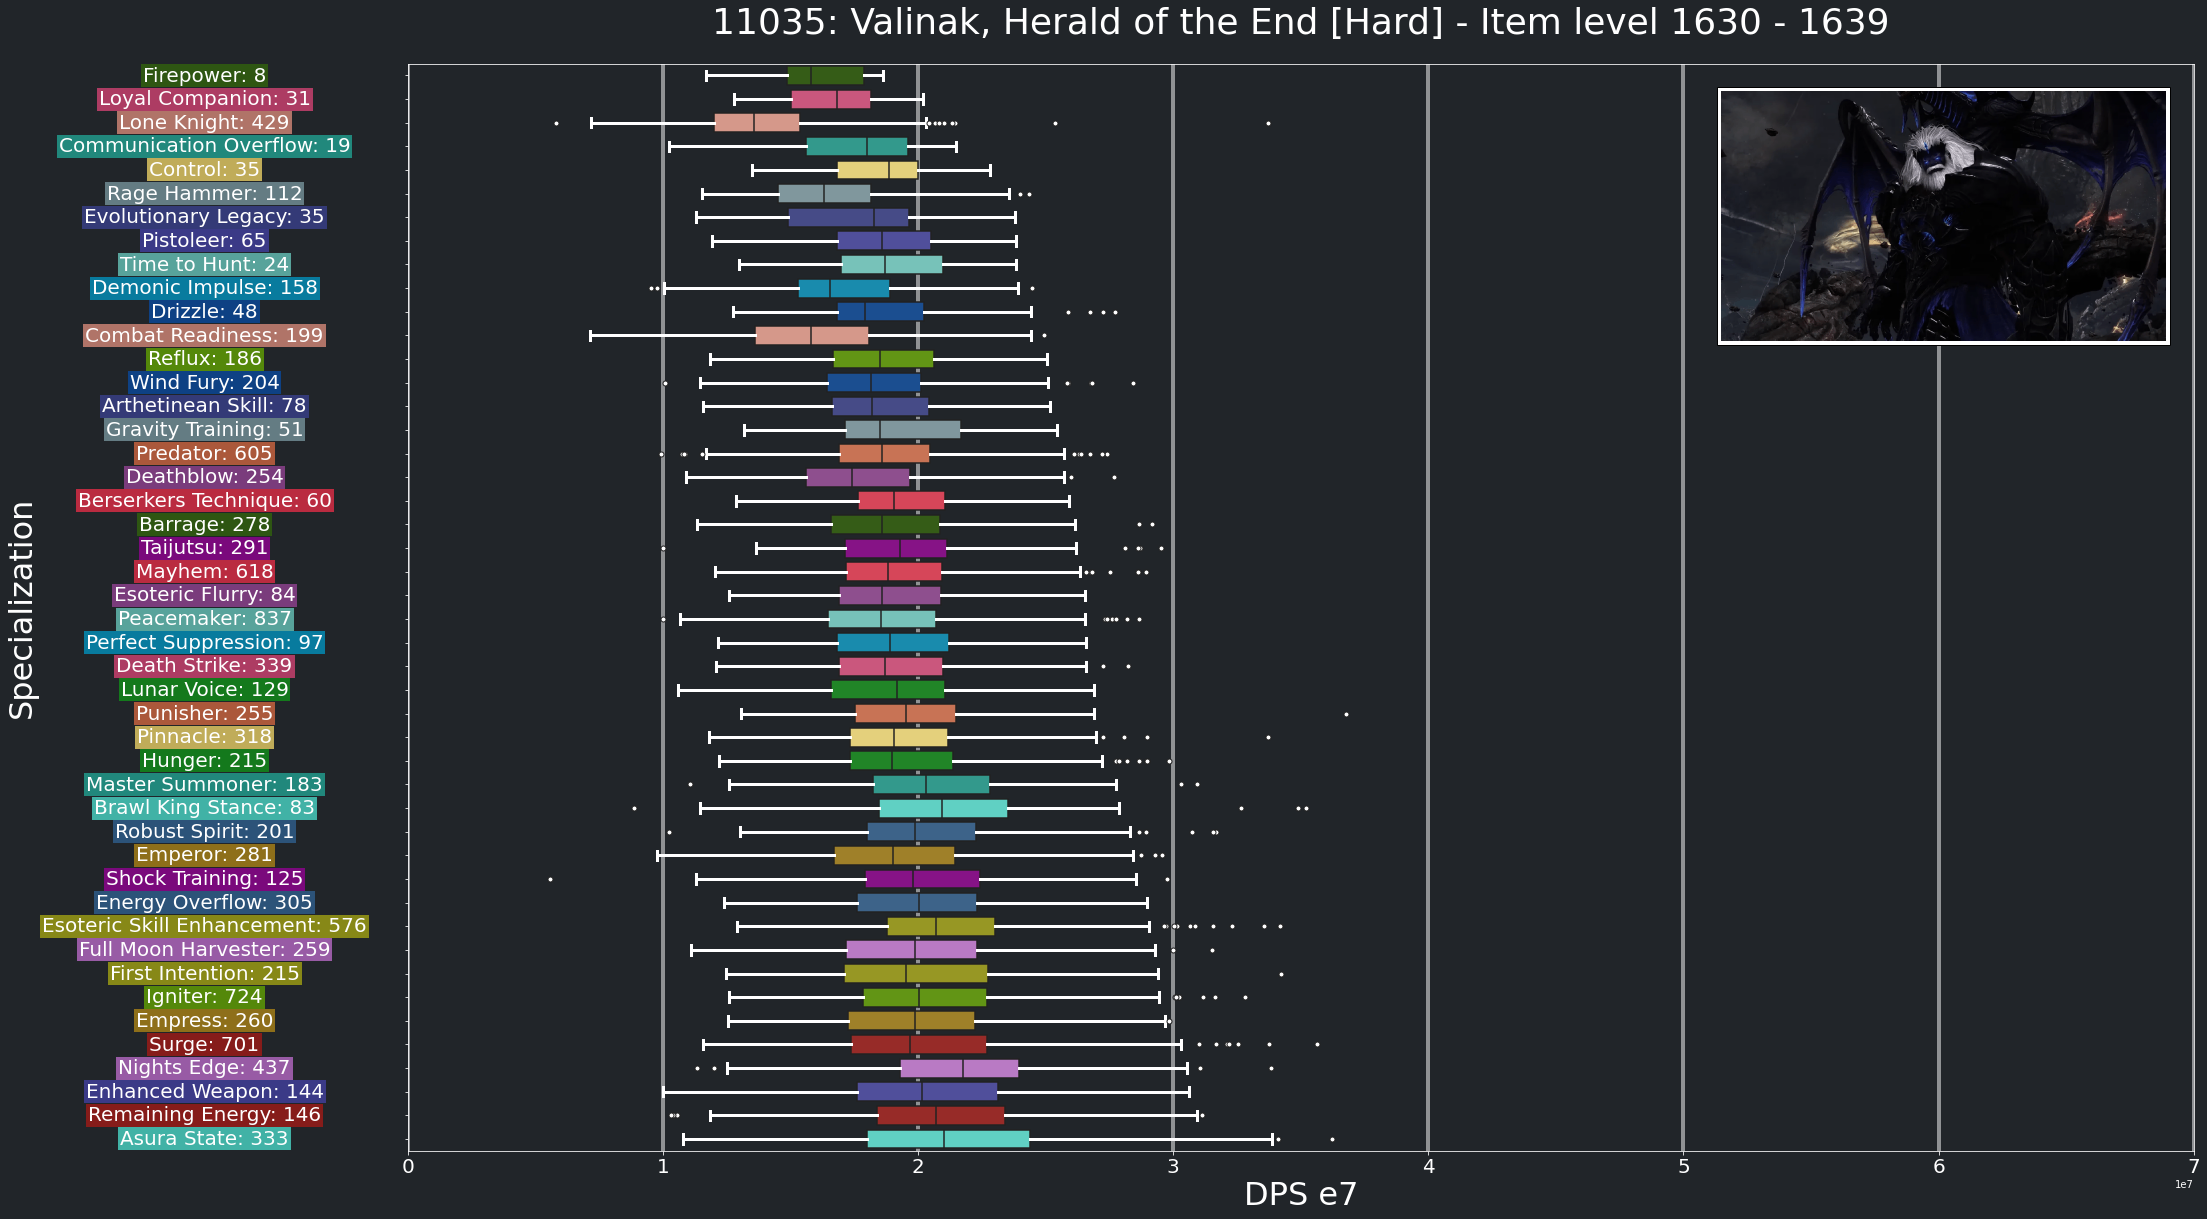 11035: Valinak, Herald of the End [Hard] - Item level 1630 - 1639
Specialization
Firepower: 8
Loyal Companion: 31
Lone Knight: 429
Communication Overflow: 19
Control: 35
Rage Hammer: 112
Evolutionary Legacy: 35
Pistoleer: 65
Time to Hunt: 24
Demonic Impulse: 158
Drizzle: 48
Combat Readiness: 199
Reflux: 186
Wind Fury: 204
Arthetinean Skill: 78
Gravity Training: 51
Predator: 605
Deathblow: 254
Berserkers Technique: 60
Barrage: 278
Taijutsu: 291
Mayhem: 618
Esoteric Flurry: 84
Peacemaker: 837
Perfect Suppression: 97
Death Strike: 339
Lunar Voice: 129
Punisher: 255
Pinnacle: 318
Hunger: 215
Master Summoner: 183
Brawl King Stance: 83
Robust Spirit: 201
Emperor: 281
Shock Training: 125
Energy Overflow: 305
Esoteric Skill Enhancement: 576
Full Moon Harvester: 259
First Intention: 215
Igniter: 724
Empress: 260
Surge: 701
Nights Edge: 437
Enhanced Weapon: 144
Remaining Energy: 146
Asura State: 333
0 1 2 3 4 5 6 7
1e7
DPS e7